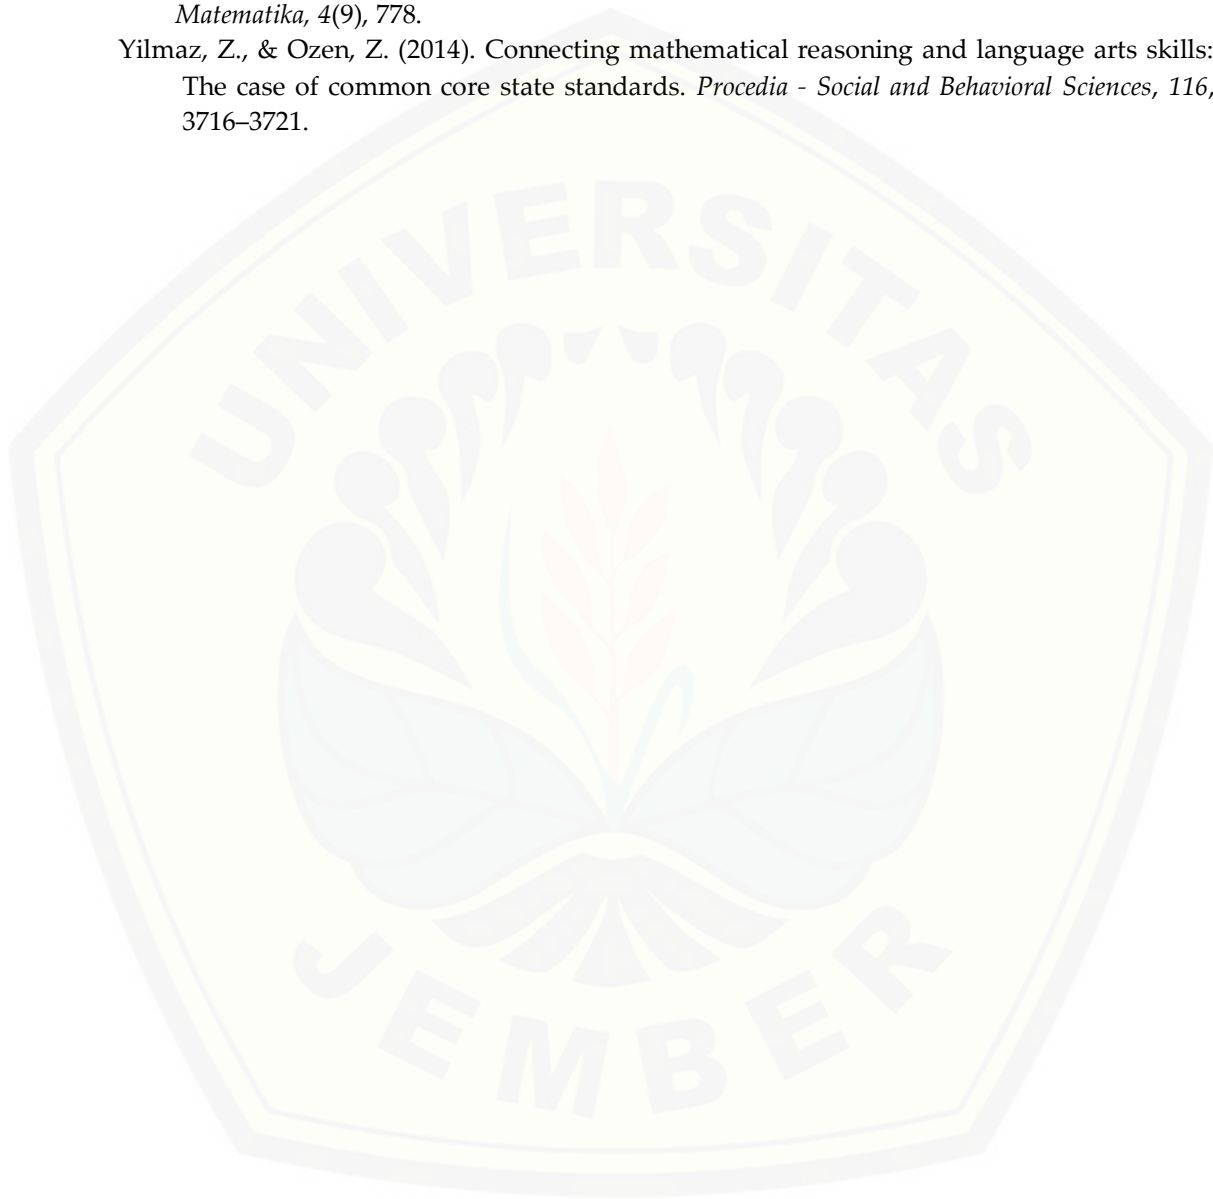 Matematika, 4(9), 778.
Yilmaz, Z., & Ozen, Z. (2014). Connecting mathematical reasoning and language arts skills:
The case of common core state standards. Procedia - Social and Behavioral Sciences, 116,
3716–3721.
UNIVERSITAS
JEMBER